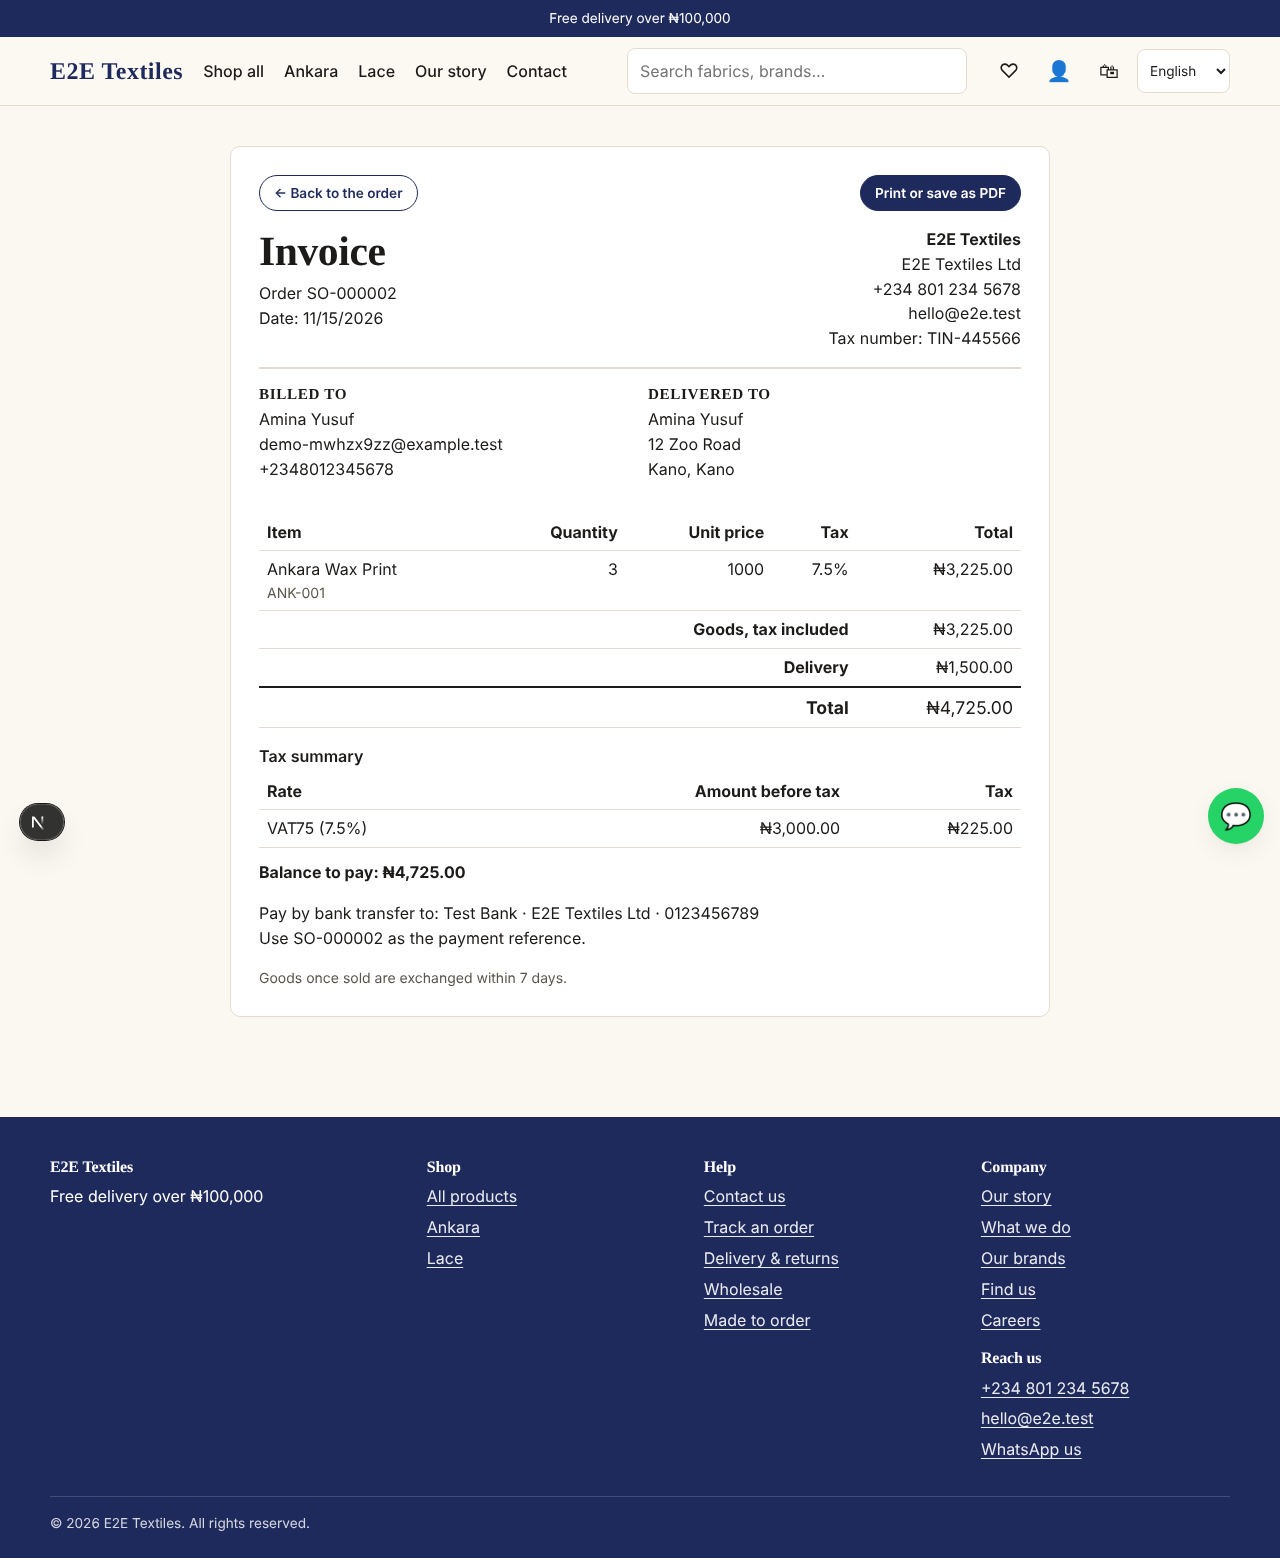 Free delivery over ₦100,000
E2E Textiles Shop all Ankara Lace Our story Contact Search fabrics, brands... English
← Back to the order Print or save as PDF
Invoice
Order SO-000002
Date: 11/15/2026
E2E Textiles
E2E Textiles Ltd
+234 801 234 5678
hello@e2e.test
Tax number: TIN-445566
BILLED TO
Amina Yusuf
demo-mwhzx9zz@example.test
+2348012345678
DELIVERED TO
Amina Yusuf
12 Zoo Road
Kano, Kano
Item Quantity Unit price Tax Total
Ankara Wax Print 3 1000 7.5% ₦3,225.00
ANK-001
Goods, tax included ₦3,225.00
Delivery ₦1,500.00
Total ₦4,725.00
Tax summary
Rate Amount before tax Tax
VAT75 (7.5%) ₦3,000.00 ₦225.00
Balance to pay: ₦4,725.00
Pay by bank transfer to: Test Bank · E2E Textiles Ltd · 0123456789
Use SO-000002 as the payment reference.
Goods once sold are exchanged within 7 days.
N
E2E Textiles
Free delivery over ₦100,000
Shop
All products
Ankara
Lace
Help
Contact us
Track an order
Delivery & returns
Wholesale
Made to order
Company
Our story
What we do
Our brands
Find us
Careers
Reach us
+234 801 234 5678
hello@e2e.test
WhatsApp us
© 2026 E2E Textiles. All rights reserved.